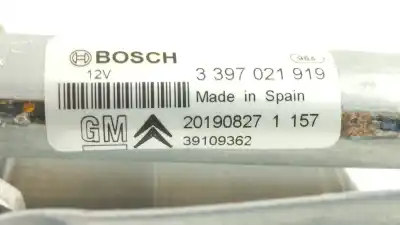 BOSCH
12V
3 397 021 919
Made in Spain
GM
20190827 1 157
39109362